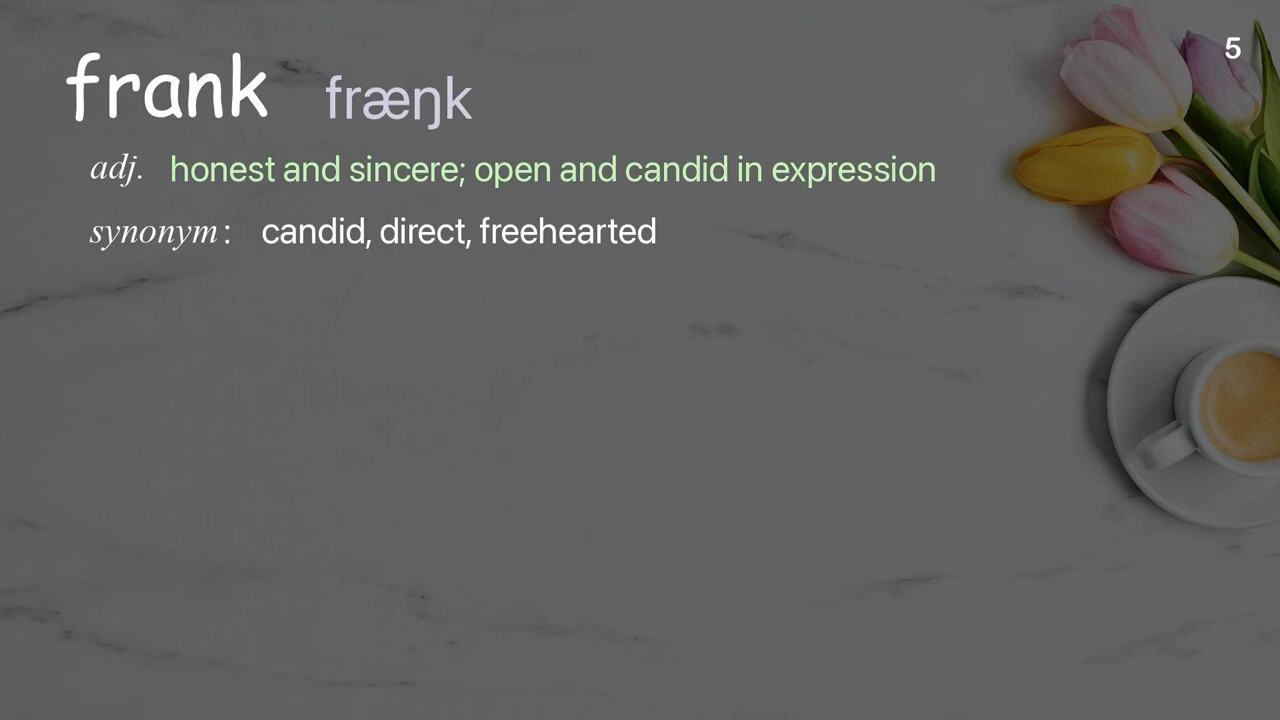 5
frank fræŋk
adj. honest and sincere; open and candid in expression
synonym: candid, direct, freehearted